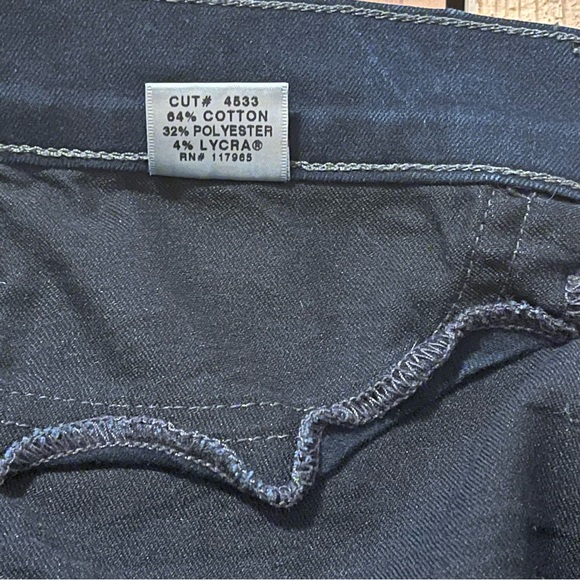 CUT# 4533
64% COTTON
32% POLYESTER
4% LYCRA®
RN# 117965